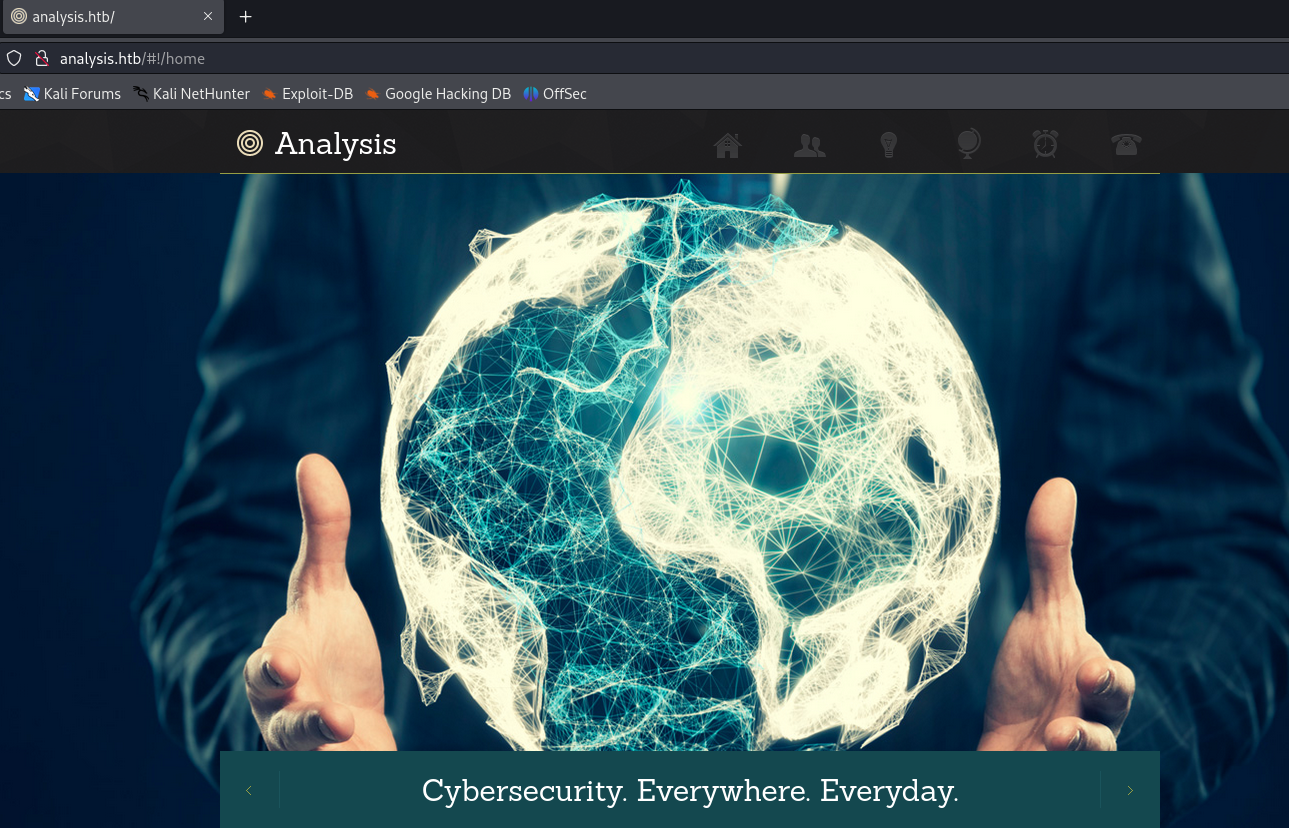 analysis.htb/
analysis.htb/#!/home
cs Kali Forums Kali NetHunter Exploit-DB Google Hacking DB OffSec
Analysis
Cybersecurity. Everywhere. Everyday.